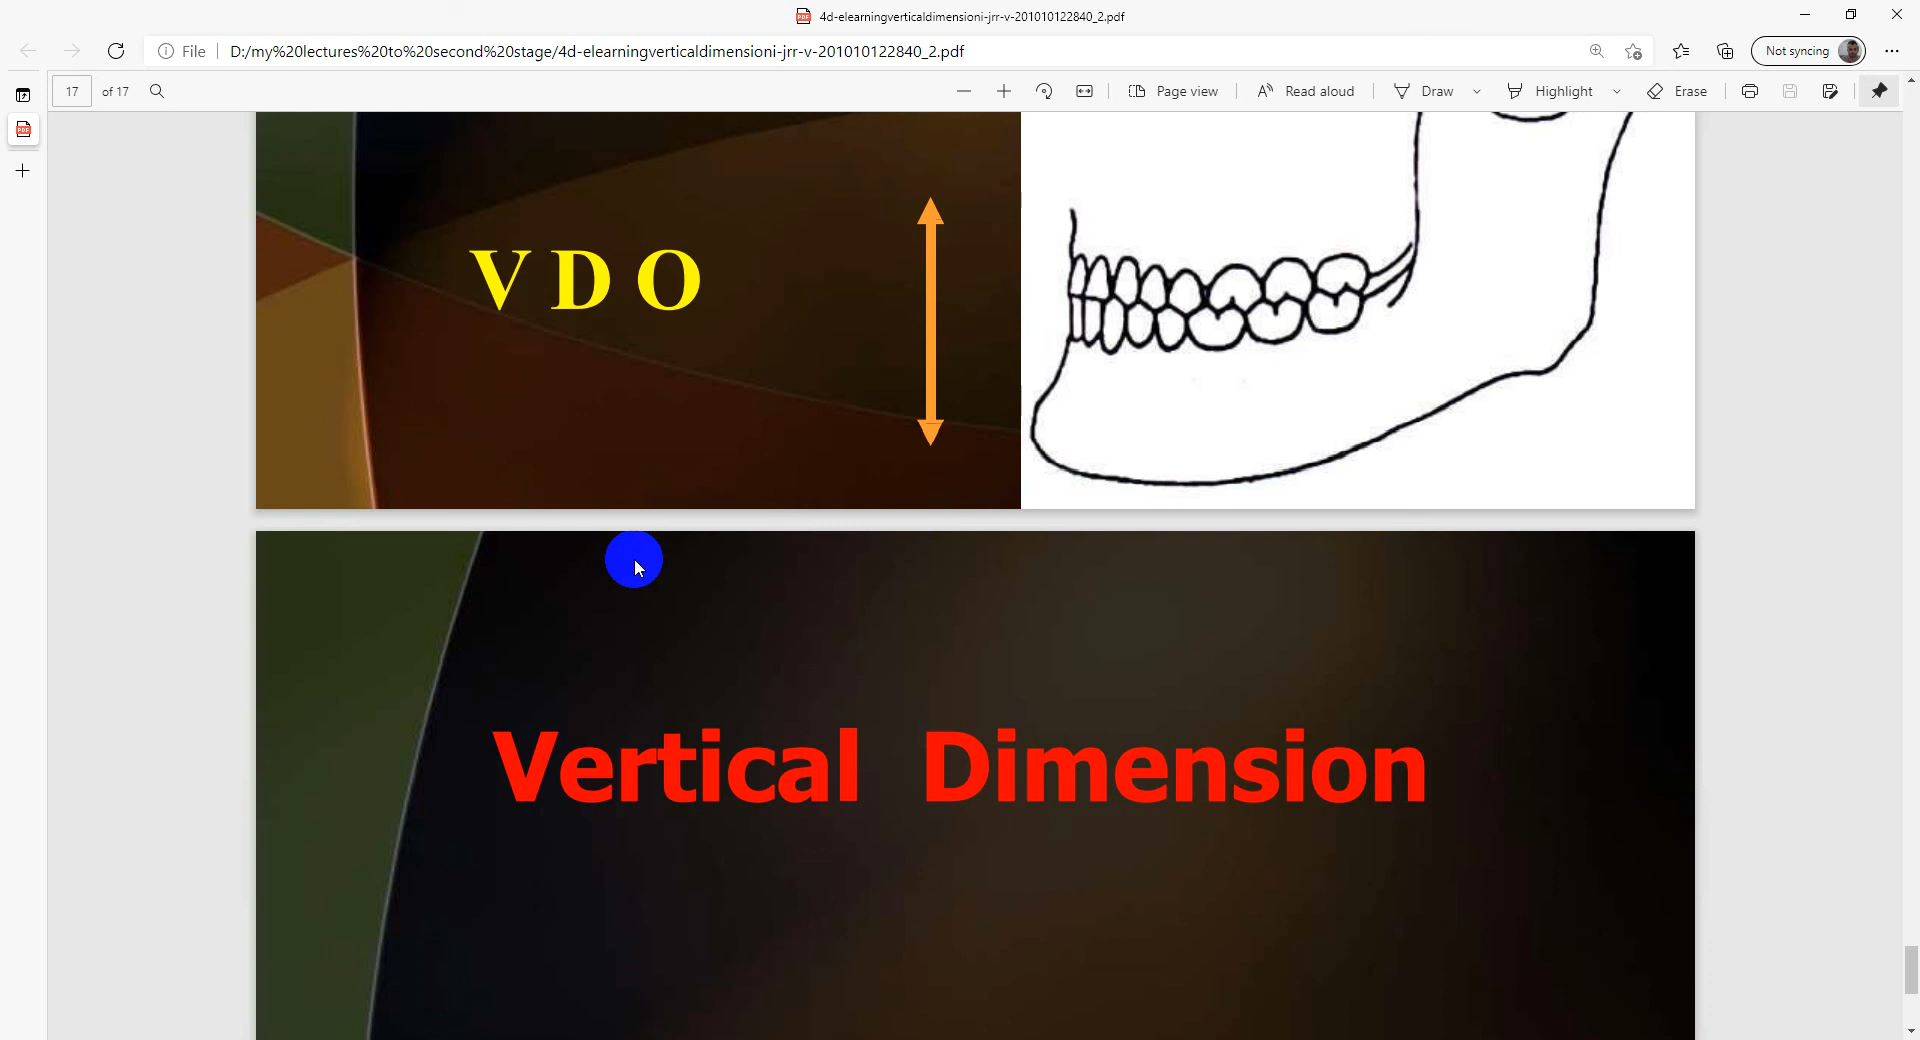 4d-elearningverticaldimensioni-jrr-v-201010122840_2.pdf
File D:/my%20lectures%20to%20second%20stage/4d-elearningverticaldimensioni-jrr-v-201010122840_2.pdf Not syncing
17 of 17 Page view Read aloud Draw Highlight Erase
V D O
Vertical Dimension